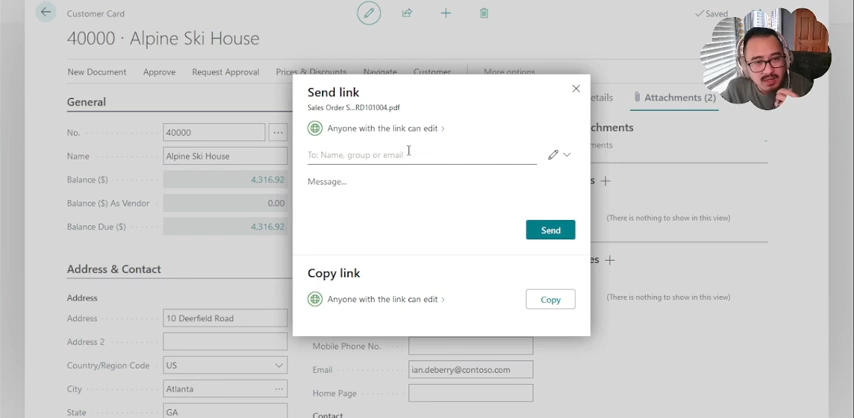 Customer Card
Saved
40000 · Alpine Ski House
New Document
Approve
Request Approval
Prices & Discounts
Navigate
Customer
More options
General
No.
40000
Name
Alpine Ski House
Balance ($)
4,316.92
Balance ($) As Vendor
0.00
Balance Due ($)
4,316.92
Address & Contact
Address
Address
10 Deerfield Road
Address 2
Country/Region Code
US
City
Atlanta
State
GA
Send link
Sales Order S...RD101004.pdf
Anyone with the link can edit
To: Name, group or email
Message...
Send
Copy link
Anyone with the link can edit
Copy
Mobile Phone No.
Email
ian.deberry@contoso.com
Home Page
Contact
Attachments (2)
(There is nothing to show in this view)
(There is nothing to show in this view)